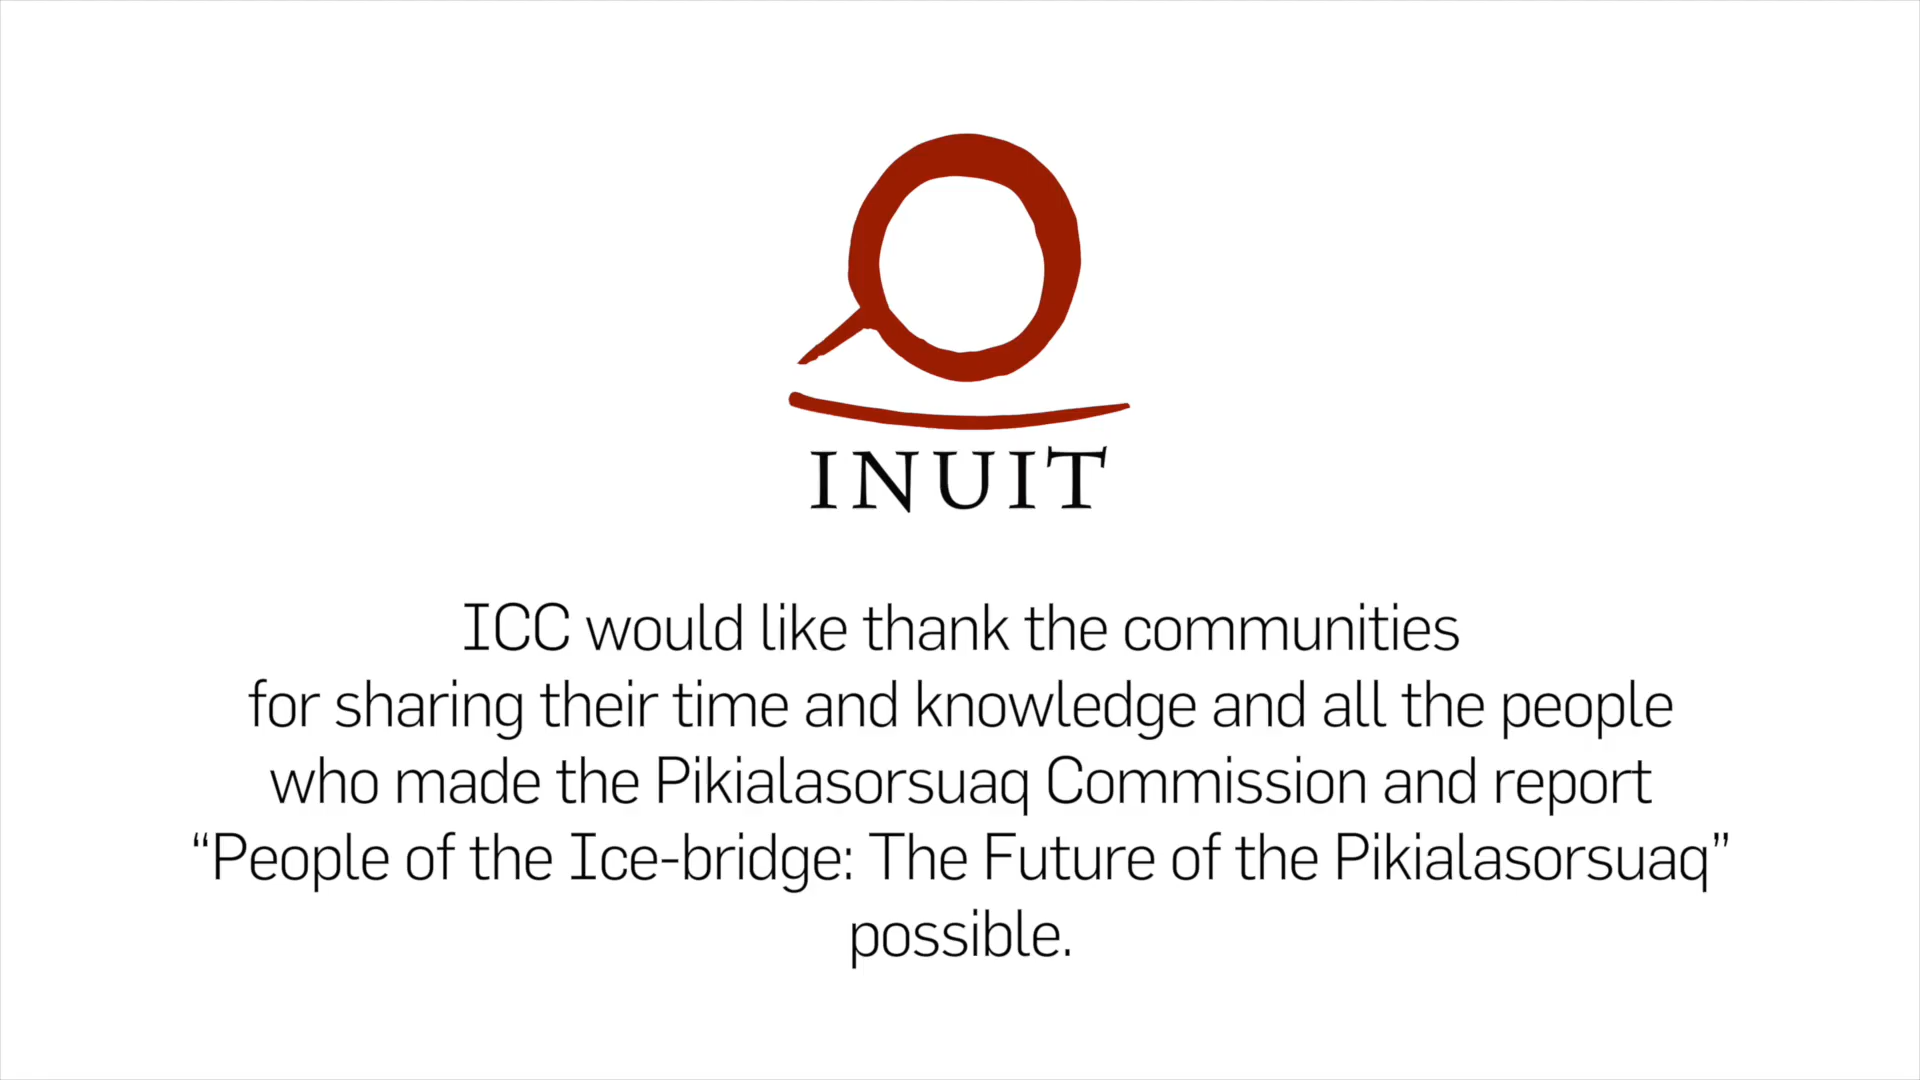 INUIT
ICC would like thank the communities
for sharing their time and knowledge and all the people
who made the Pikialasorsuaq Commission and report
“People of the Ice-bridge: The Future of the Pikialasorsuaq”
possible.